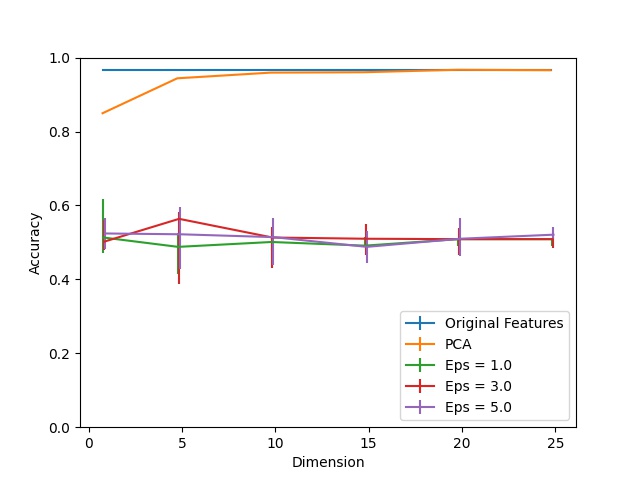 1.0
0.8
0.6
0.4
0.2
0.0
Accuracy
0 5 10 15 20 25
Dimension
Original Features
PCA
Eps = 1.0
Eps = 3.0
Eps = 5.0